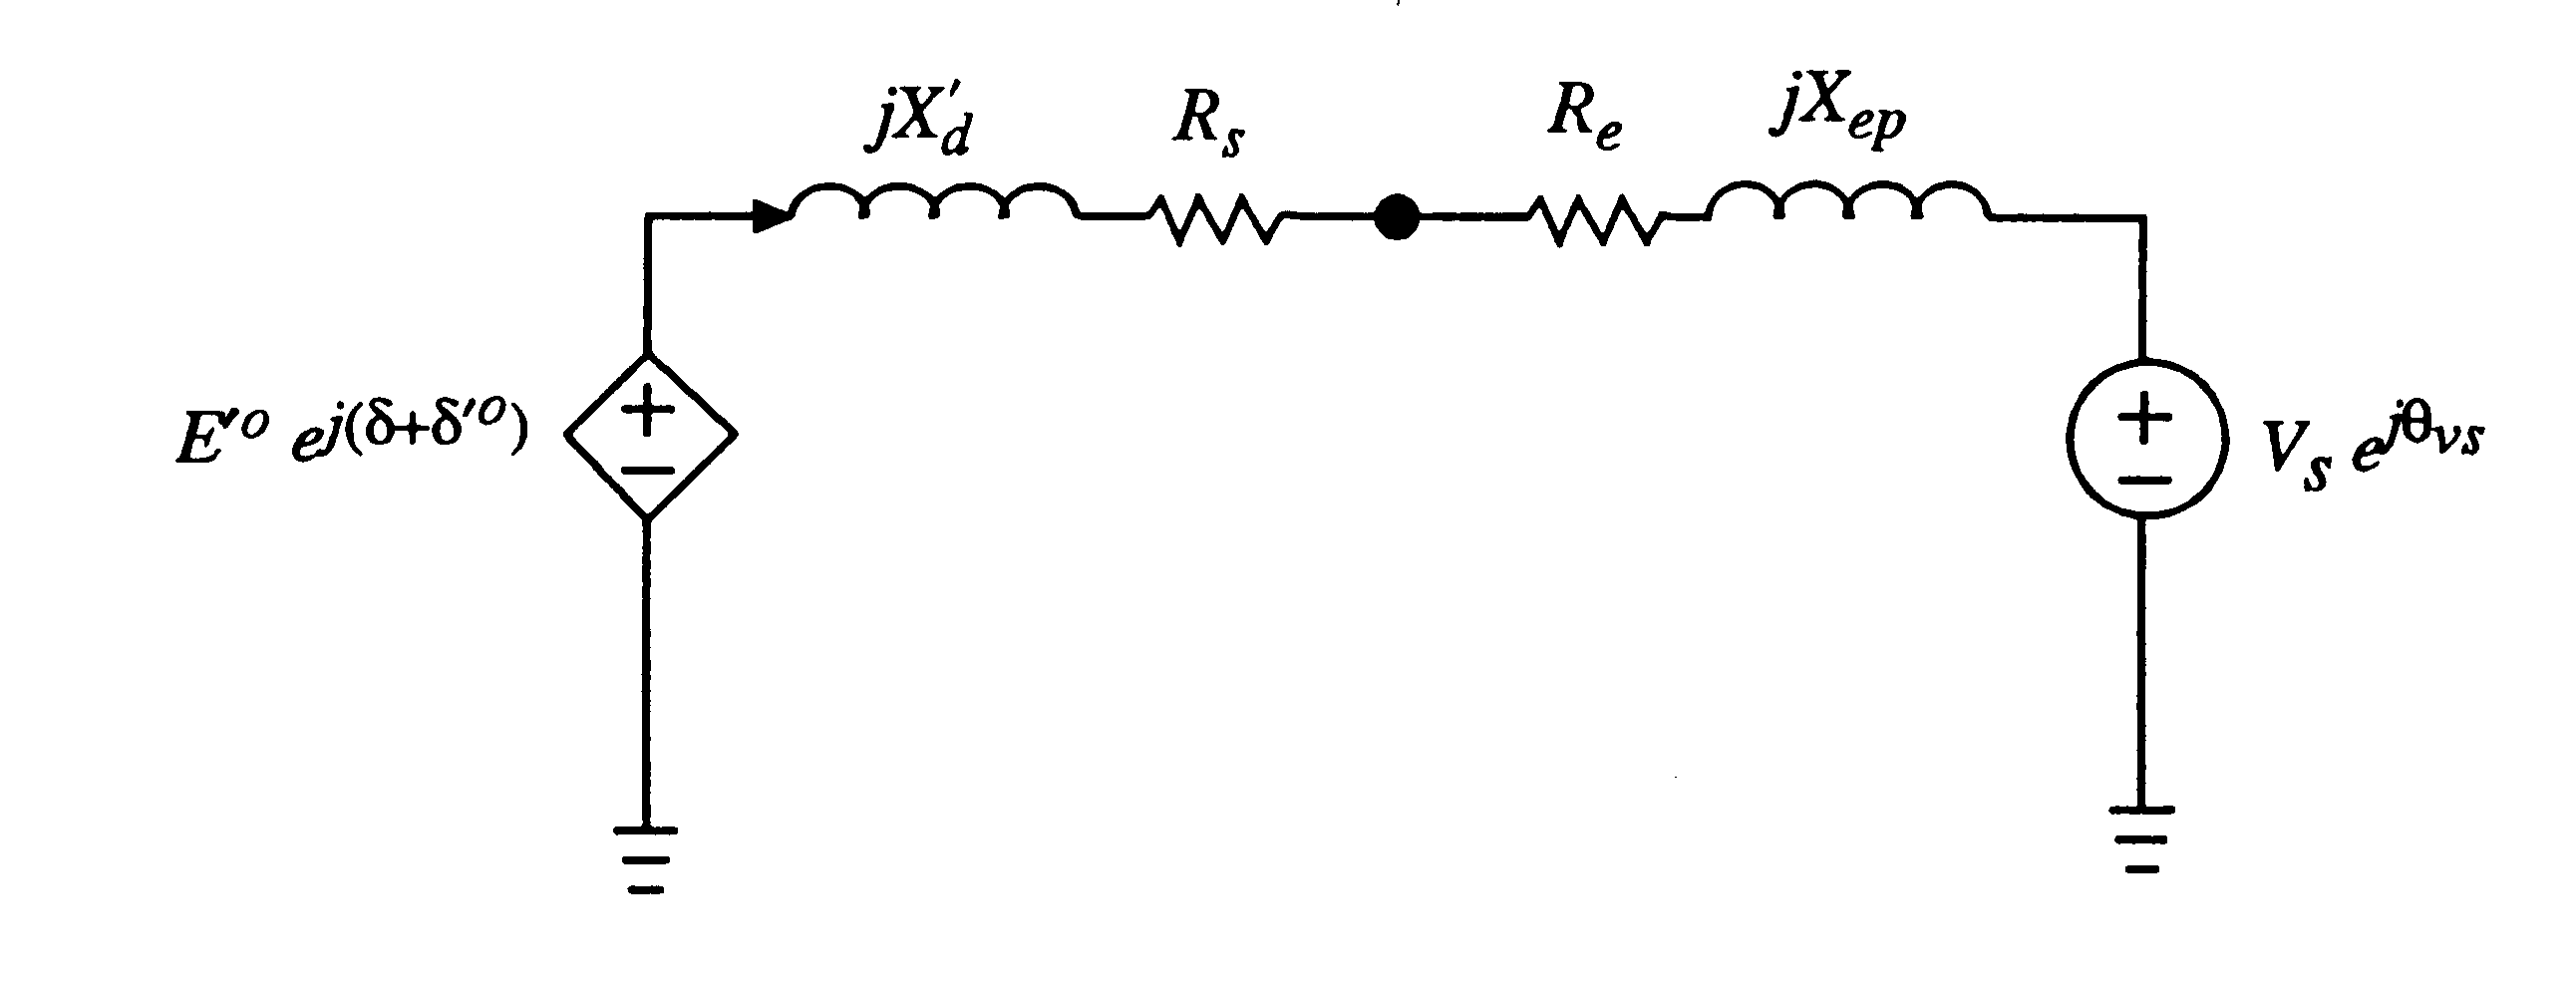 jX′d
Rs
Re
jXep
E′o ej(δ+δ′o)
+
−
+
−
Vs ejθvs